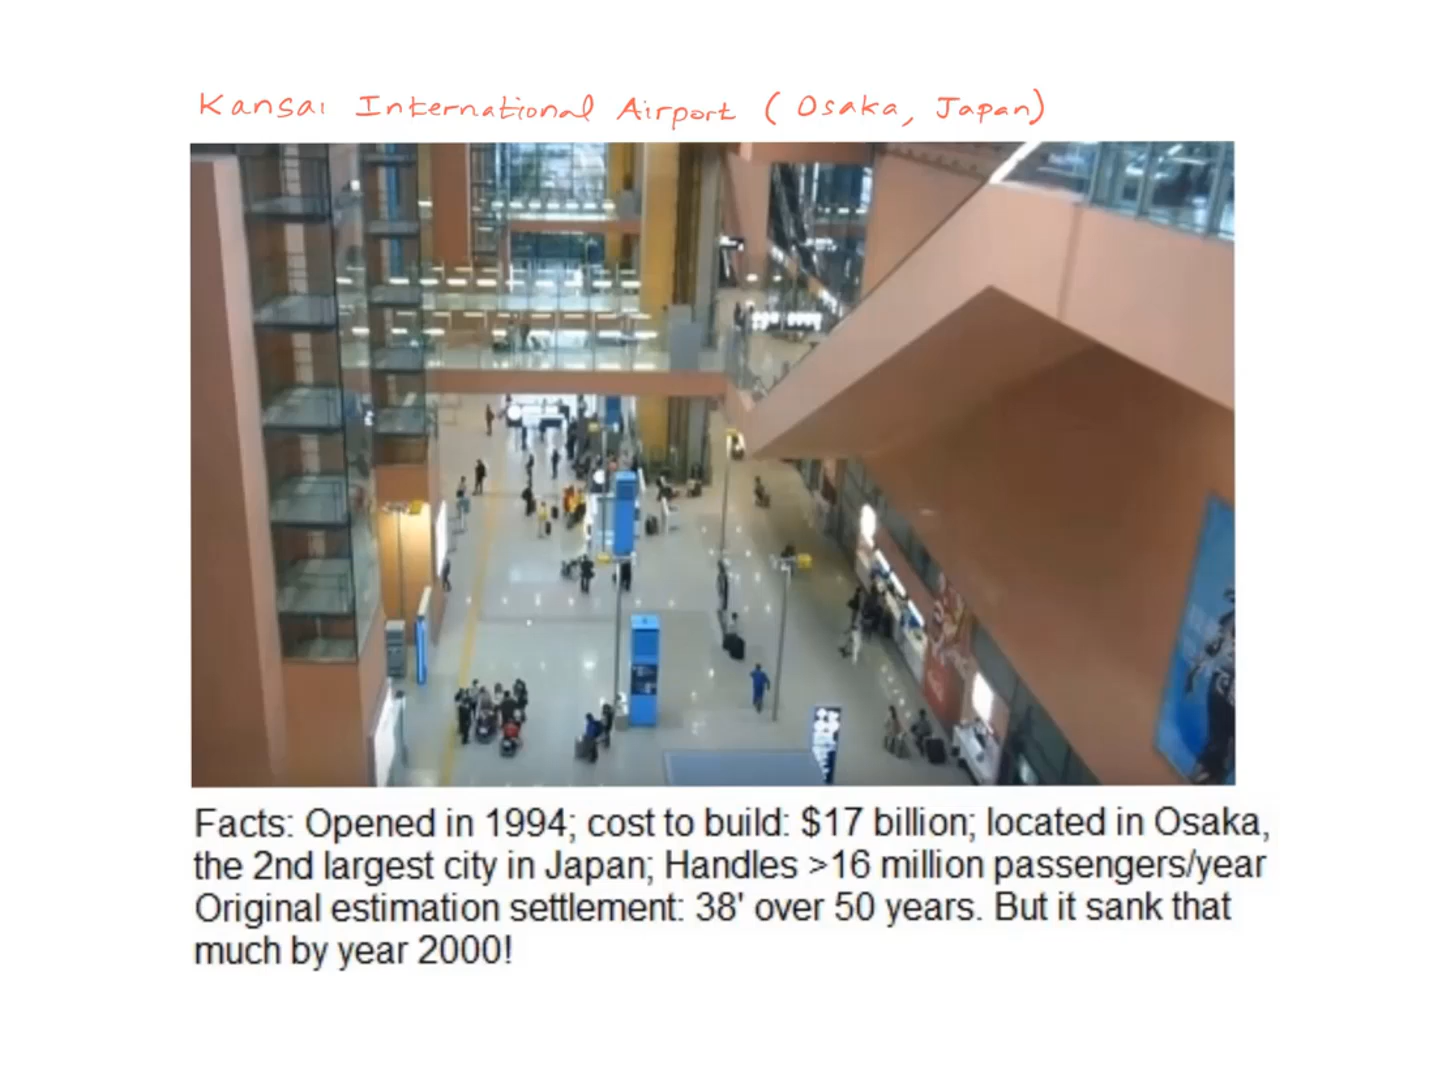 Kansai International Airport (Osaka, Japan)
Facts: Opened in 1994; cost to build: $17 billion; located in Osaka,
the 2nd largest city in Japan; Handles >16 million passengers/year
Original estimation settlement: 38' over 50 years. But it sank that
much by year 2000!